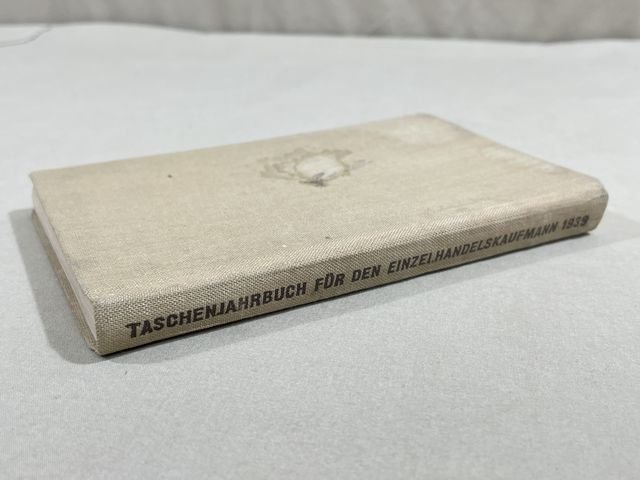 TASCHENJAHRBUCH FÜR DEN EINZELHANDELSKAUFMANN 1939